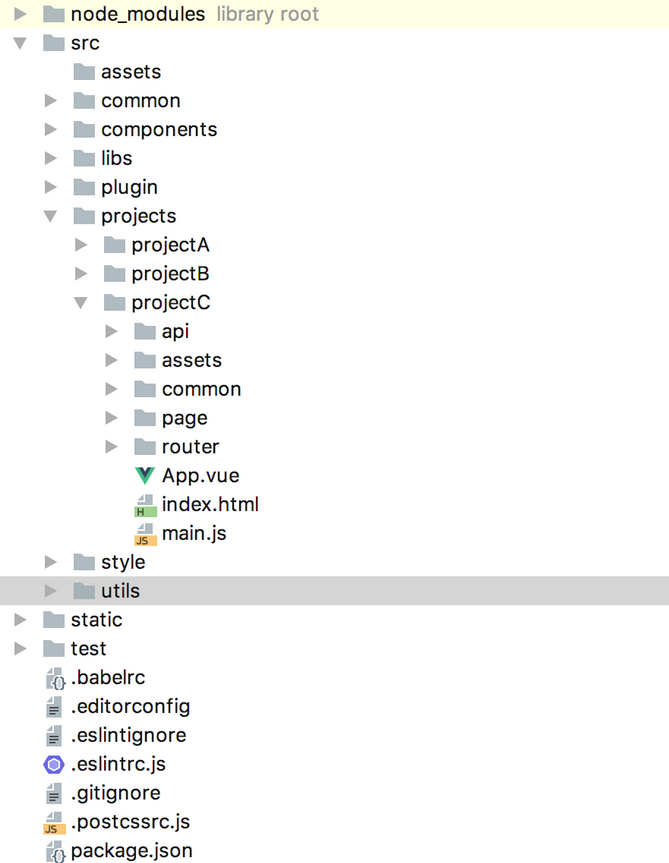 node_modules library root
src
assets
common
components
libs
plugin
projects
projectA
projectB
projectC
api
assets
common
page
router
App.vue
H index.html
JS main.js
style
utils
static
test
.babelrc
.editorconfig
.eslintignore
.eslintrc.js
.gitignore
JS .postcssrc.js
package.json